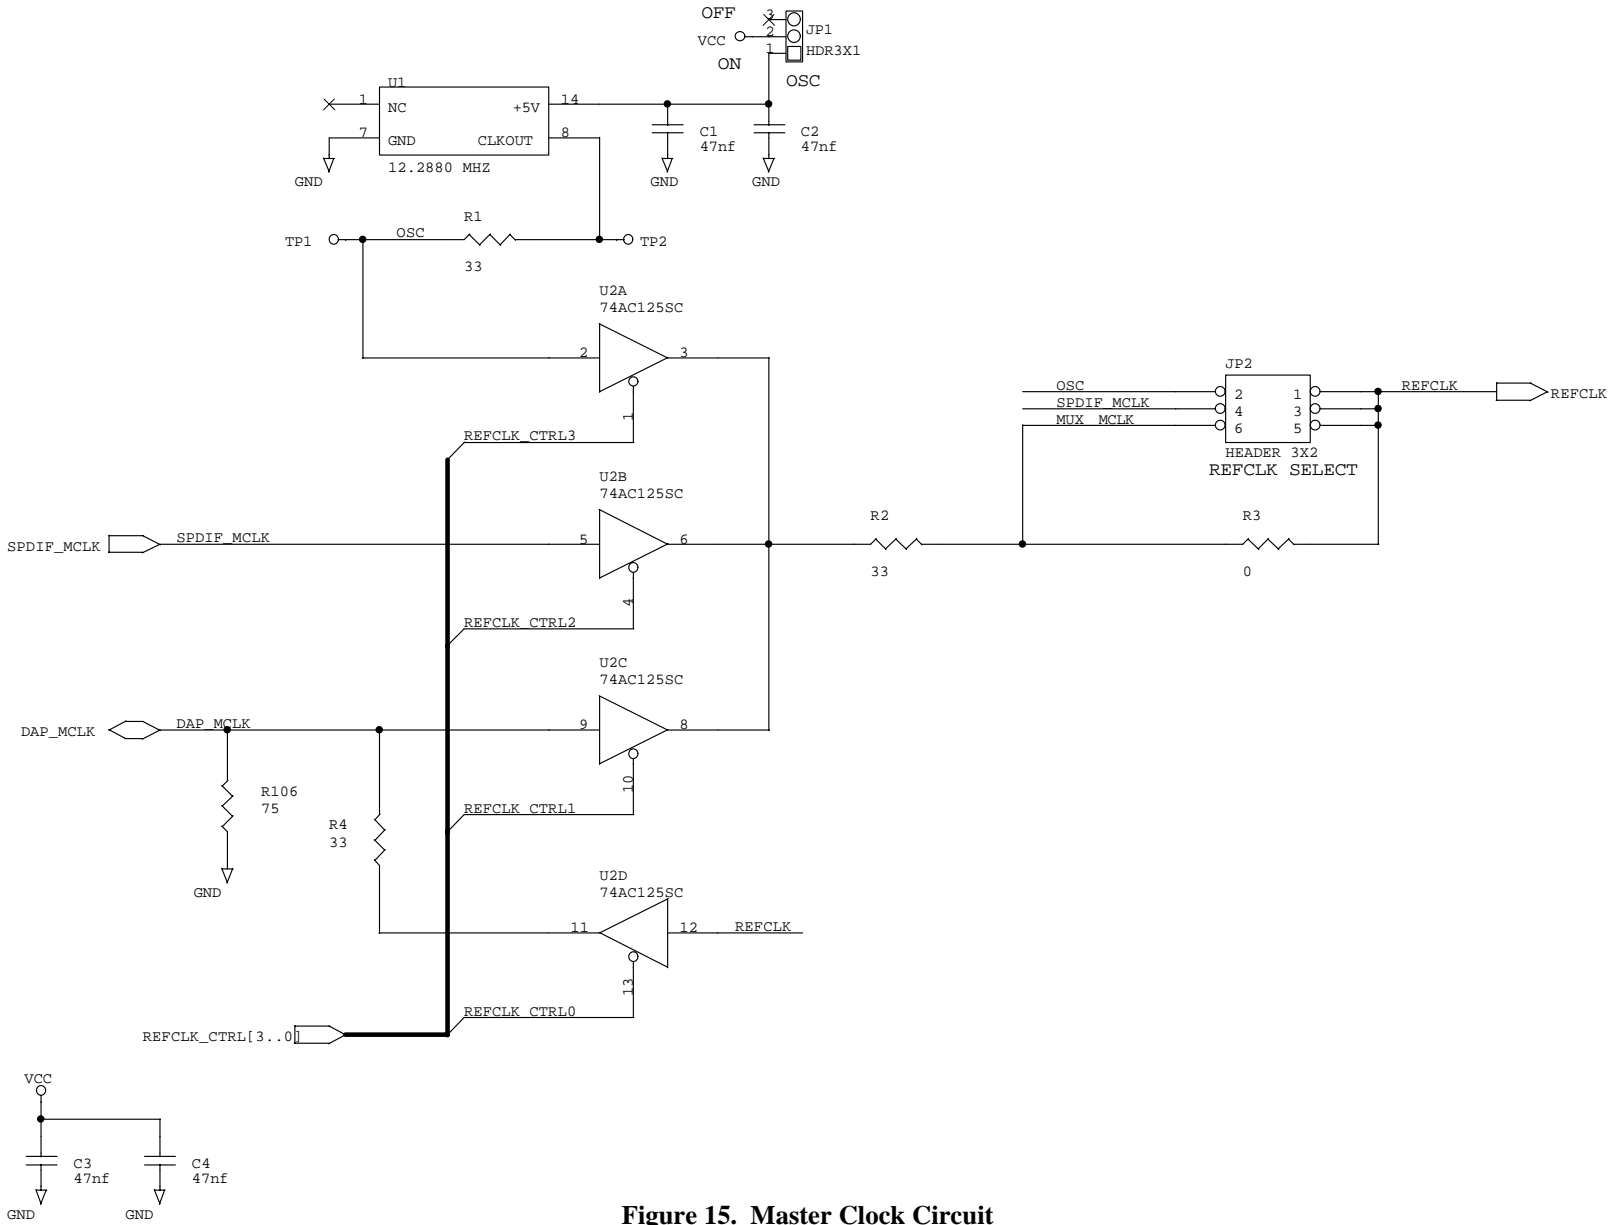 OFF
3
VCC
2
JP1
1
HDR3X1
ON
OSC
U1
1
NC
+5V
14
7
GND
CLKOUT
8
12.2880 MHZ
GND
C1
47nf
GND
C2
47nf
GND
R1
TP1
OSC
TP2
33
U2A
74AC125SC
2
3
1
REFCLK_CTRL3
JP2
OSC
2
1
REFCLK
REFCLK
SPDIF_MCLK
4
3
MUX_MCLK
6
5
HEADER 3X2
REFCLK SELECT
U2B
74AC125SC
SPDIF_MCLK
SPDIF_MCLK
5
6
4
REFCLK_CTRL2
R2
33
R3
0
U2C
74AC125SC
DAP_MCLK
DAP_MCLK
9
8
10
REFCLK_CTRL1
R106
75
GND
R4
33
U2D
74AC125SC
11
12
REFCLK
13
REFCLK_CTRL0
REFCLK_CTRL[3..0]
VCC
C3
47nf
C4
47nf
GND
GND
Figure 15. Master Clock Circuit